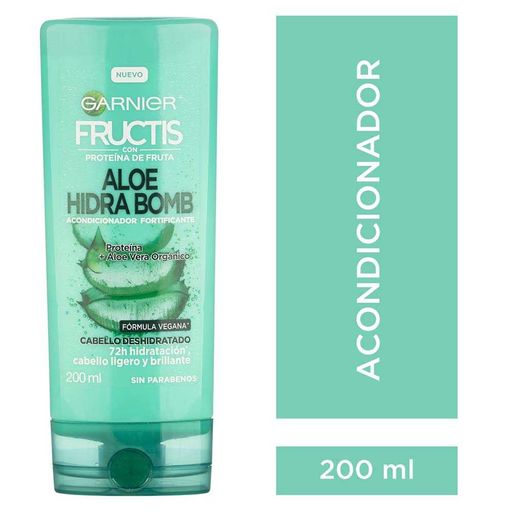 NUEVO
GARNIER
FRUCTIS
CON
PROTEÍNA DE FRUTA
ALOE
HIDRA BOMB
ACONDICIONADOR FORTIFICANTE
Proteína
+ Aloe Vera Orgánico
FÓRMULA VEGANA*
CABELLO DESHIDRATADO
72h hidratación*,
cabello ligero y brillante
200 ml
SIN PARABENOS
ACONDICIONADOR
200 ml